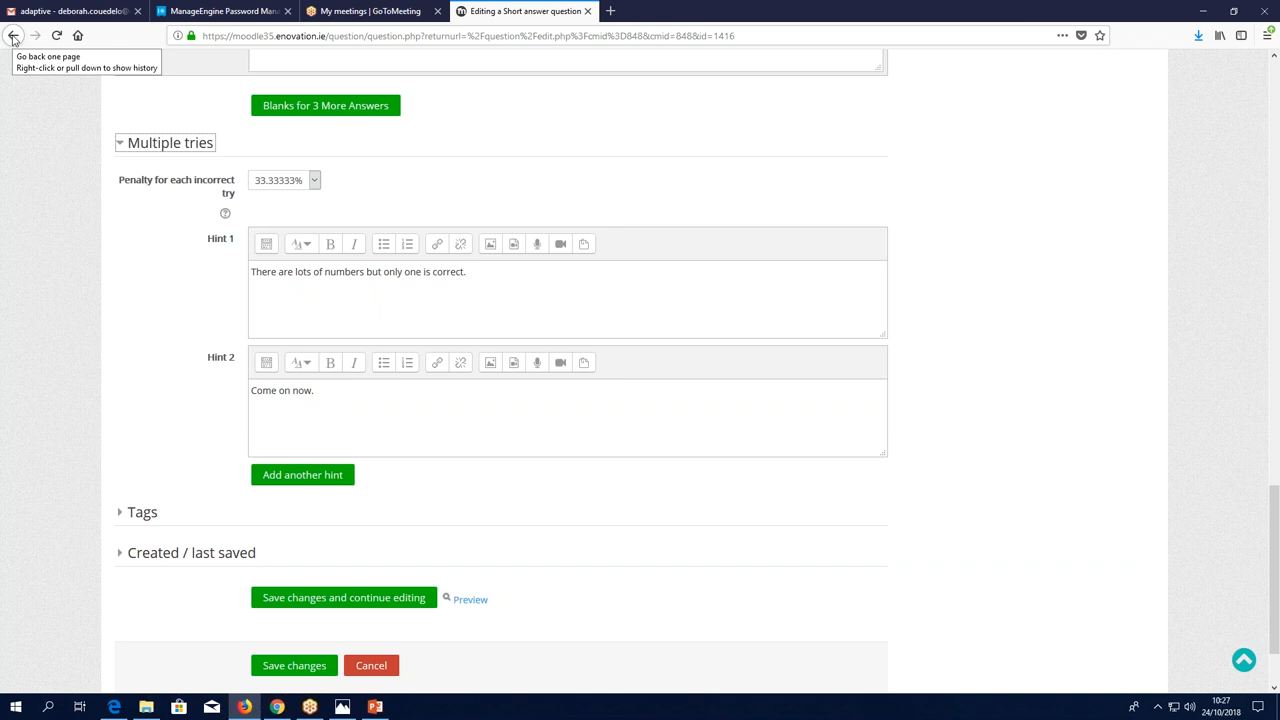 adaptive - deborah.couedelo@
ManageEngine Password Man
My meetings | GoToMeeting
Editing a Short answer question
https://moodle35.enovation.ie/question/question.php?returnurl=%2Fquestion%2Fedit.php%3Fcmid%3D848&cmid=848&id=1416
Go back one page
Right-click or pull down to show history
Blanks for 3 More Answers
Multiple tries
Penalty for each incorrect
try
33.33333%
Hint 1
There are lots of numbers but only one is correct.
Hint 2
Come on now.
Add another hint
Tags
Created / last saved
Save changes and continue editing
Preview
Save changes
Cancel
10:27
24/10/2018